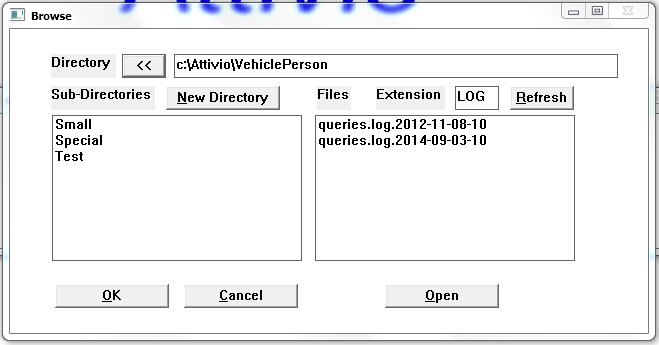 Attivio
Browse
Directory << c:\Attivio\VehiclePerson
Sub-Directories New Directory Files Extension LOG Refresh
Small
Special
Test
queries.log.2012-11-08-10
queries.log.2014-09-03-10
OK Cancel Open